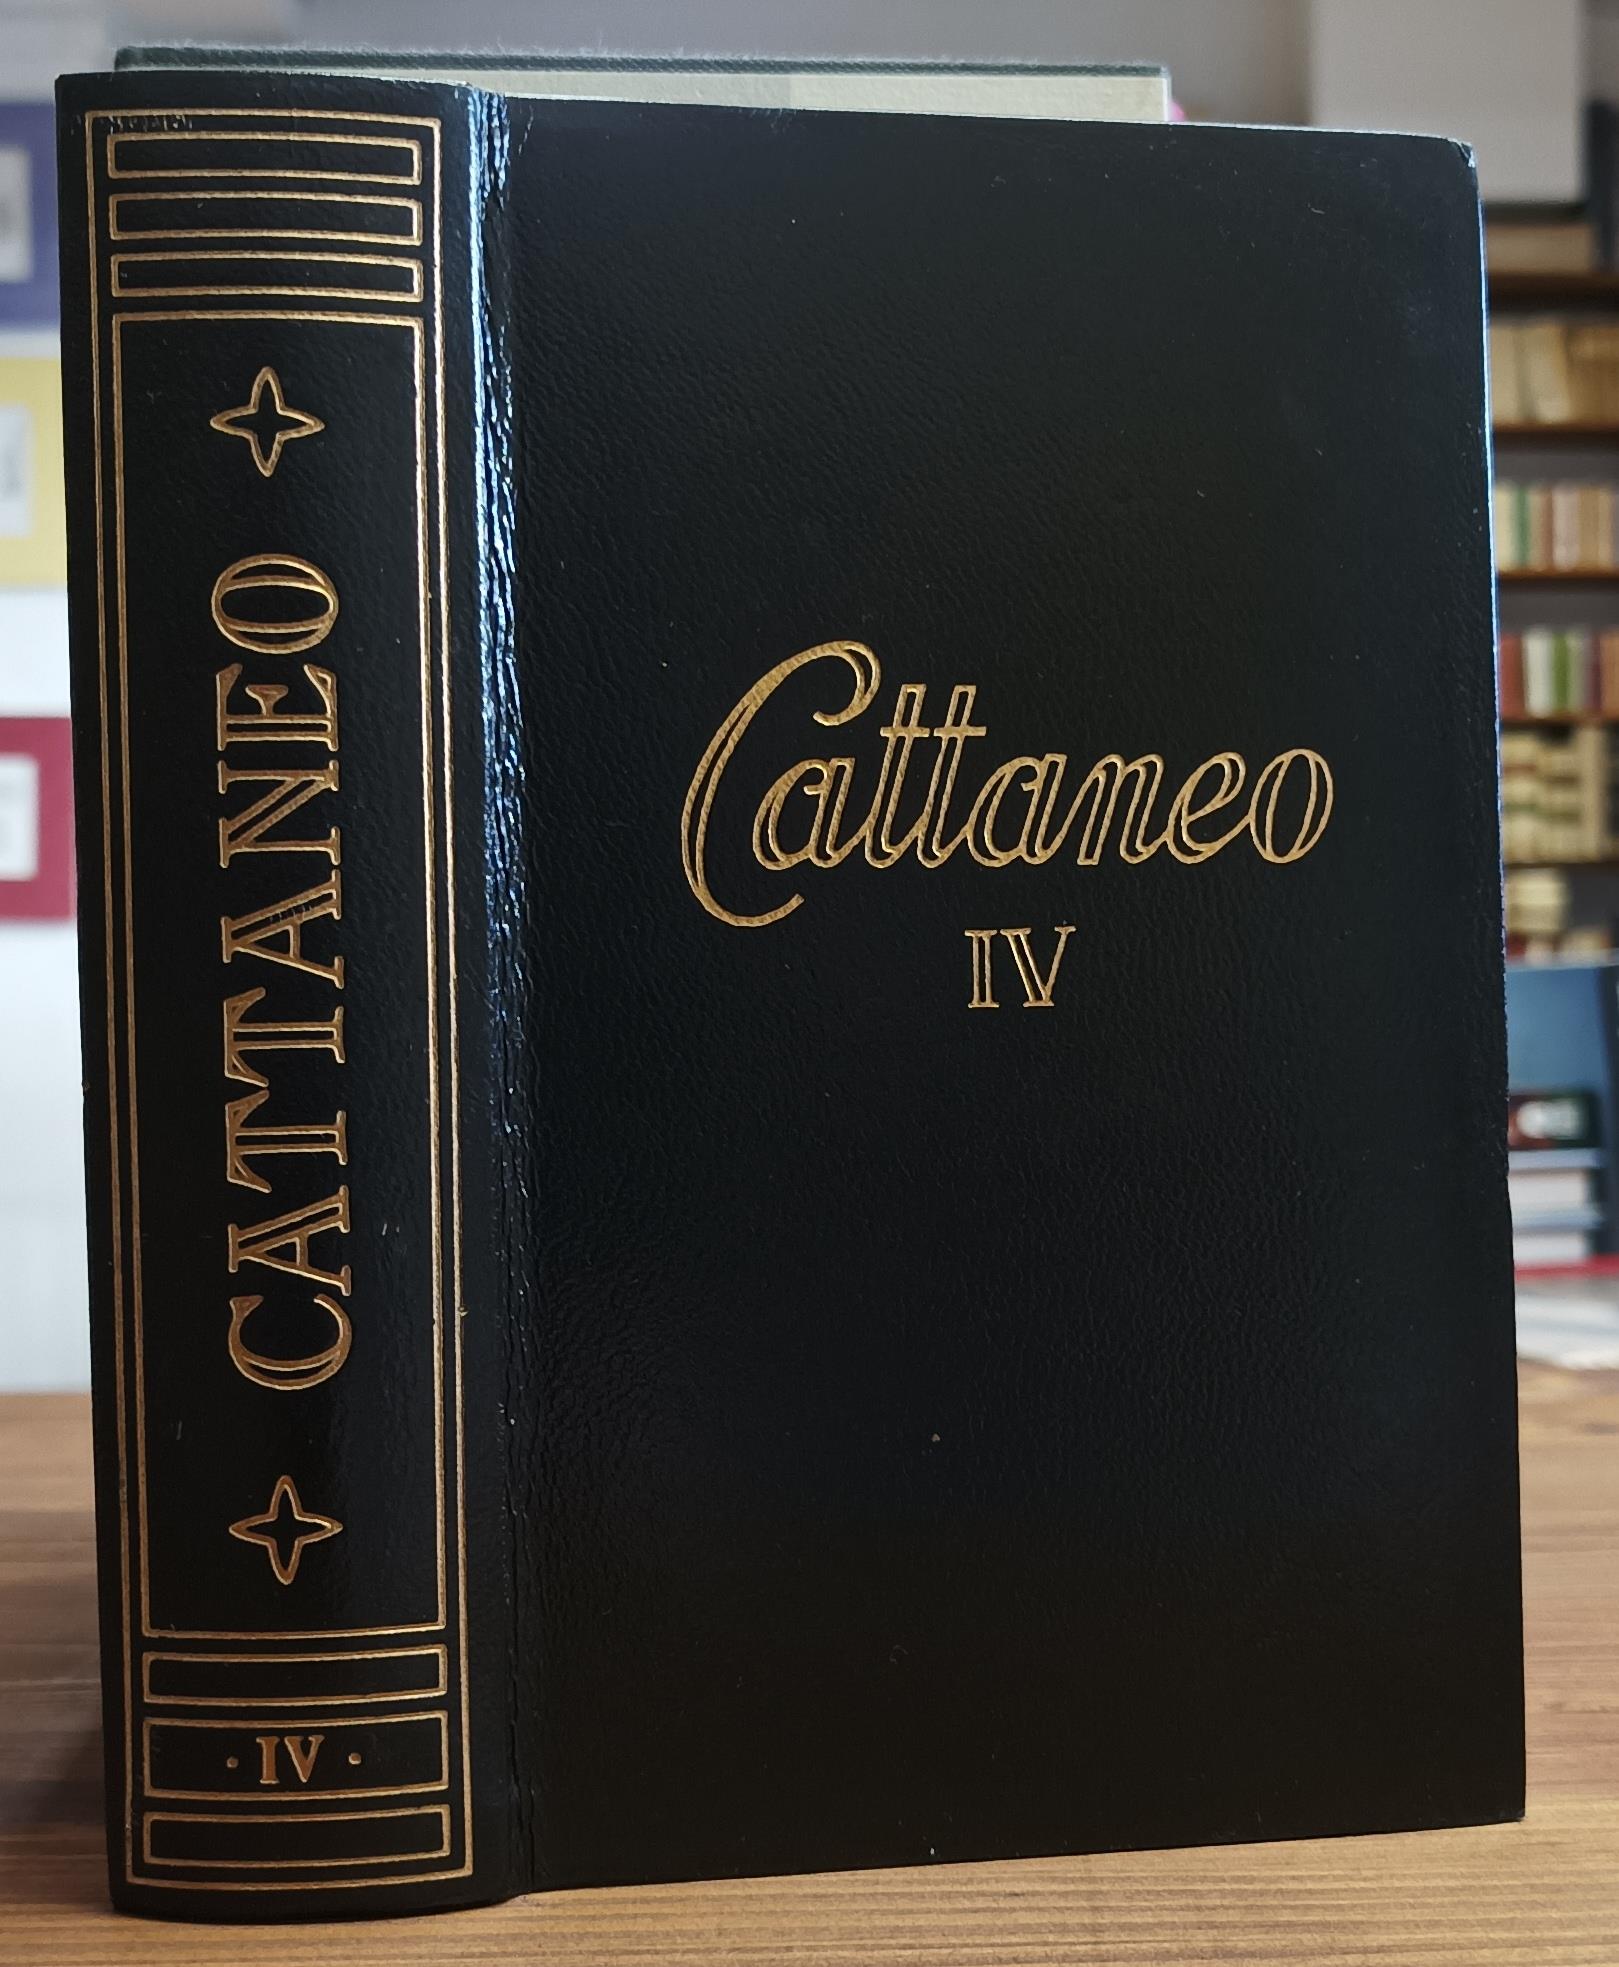 CATTANEO
· IV ·
Cattaneo
IV